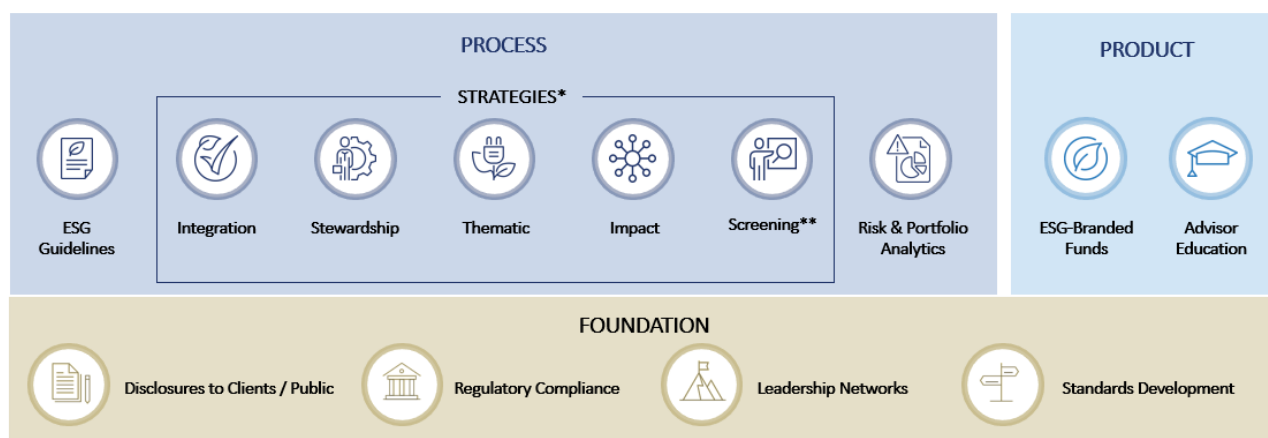 PROCESS
PRODUCT
STRATEGIES*
ESG
Guidelines
Integration
Stewardship
Thematic
Impact
Screening**
Risk & Portfolio
Analytics
ESG-Branded
Funds
Advisor
Education
FOUNDATION
Disclosures to Clients / Public
Regulatory Compliance
Leadership Networks
Standards Development